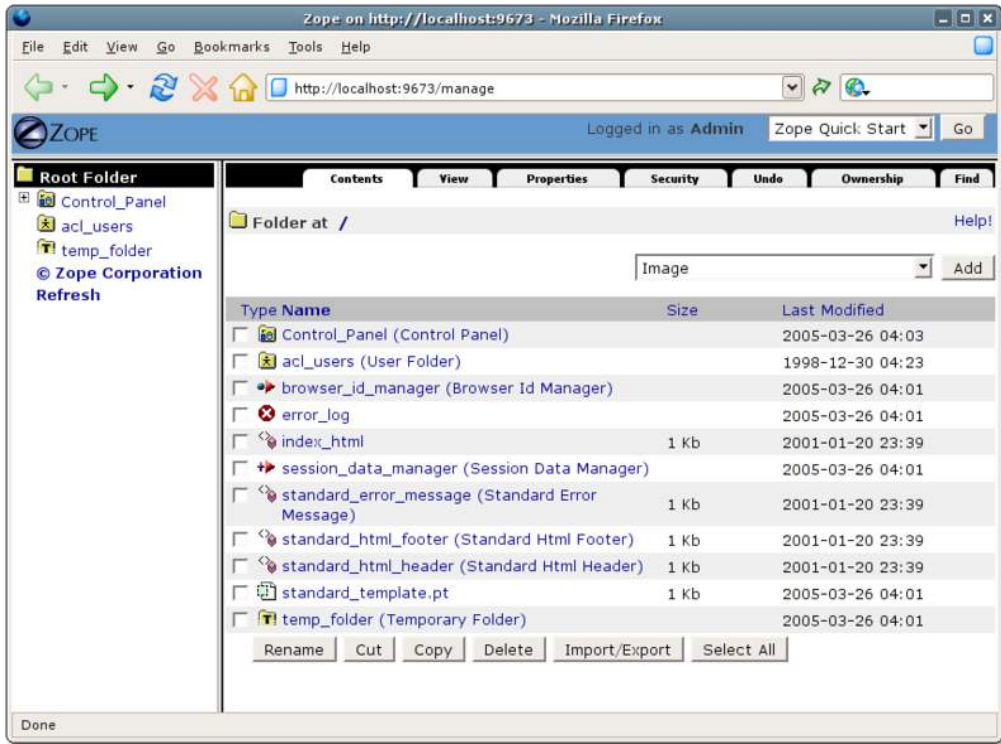 Zope on http://localhost:9673 - Mozilla Firefox
File Edit View Go Bookmarks Tools Help
http://localhost:9673/manage
ZOPE Logged in as Admin Zope Quick Start Go
Root Folder
Control_Panel
acl_users
temp_folder
© Zope Corporation
Refresh
Contents View Properties Security Undo Ownership Find
Folder at / Help!
Image Add
Type Name Size Last Modified
Control_Panel (Control Panel) 2005-03-26 04:03
acl_users (User Folder) 1998-12-30 04:23
browser_id_manager (Browser Id Manager) 2005-03-26 04:01
error_log 2005-03-26 04:01
index_html 1 Kb 2001-01-20 23:39
session_data_manager (Session Data Manager) 2005-03-26 04:01
standard_error_message (Standard Error
Message) 1 Kb 2001-01-20 23:39
standard_html_footer (Standard Html Footer) 1 Kb 2001-01-20 23:39
standard_html_header (Standard Html Header) 1 Kb 2001-01-20 23:39
standard_template.pt 1 Kb 2005-03-26 04:01
temp_folder (Temporary Folder) 2005-03-26 04:01
Rename Cut Copy Delete Import/Export Select All
Done